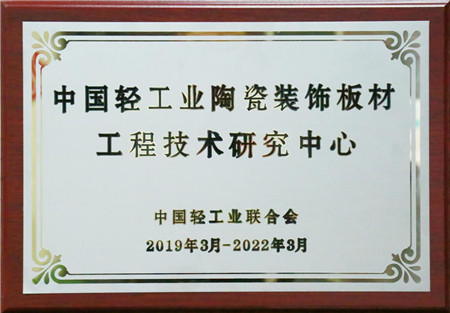 中国轻工业陶瓷装饰板材
工程技术研究中心
中国轻工业联合会
2019年3月-2022年3月